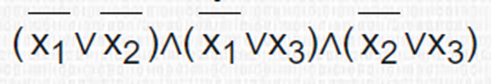 ( x̅₁ ∨ x̅₂ )∧( x̅₁ ∨x₃)∧( x̅₂ ∨x₃)